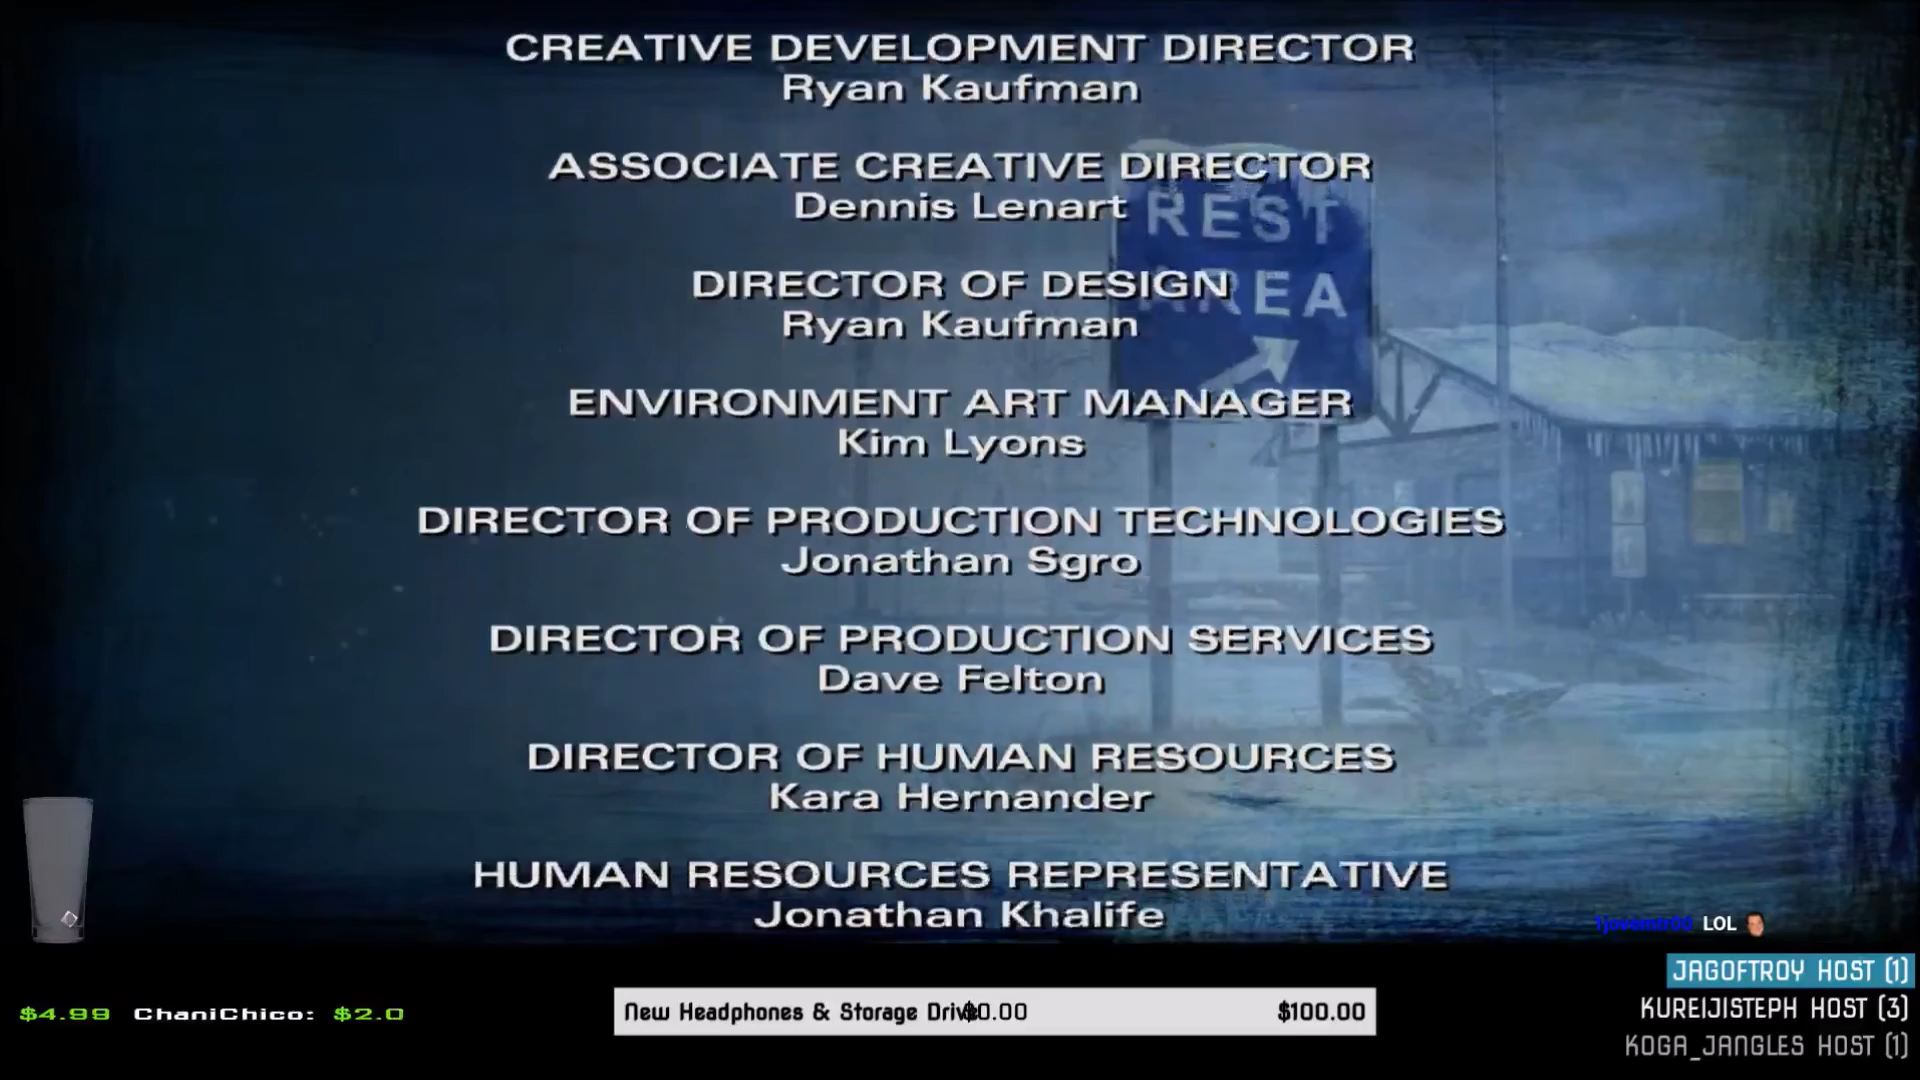 CREATIVE DEVELOPMENT DIRECTOR
Ryan Kaufman
ASSOCIATE CREATIVE DIRECTOR
Dennis Lenart
REST
DIRECTOR OF DESIGN
AREA
Ryan Kaufman
ENVIRONMENT ART MANAGER
Kim Lyons
DIRECTOR OF PRODUCTION TECHNOLOGIES
Jonathan Sgro
DIRECTOR OF PRODUCTION SERVICES
Dave Felton
DIRECTOR OF HUMAN RESOURCES
Kara Hernander
HUMAN RESOURCES REPRESENTATIVE
Jonathan Khalife
LOL
JAGOFTROY HOST (1)
$4.99 ChaniChico: $2.0
New Headphones & Storage Drive $0.00 $100.00
KUREIJISTEPH HOST (3)
KOGA_JANGLES HOST (1)